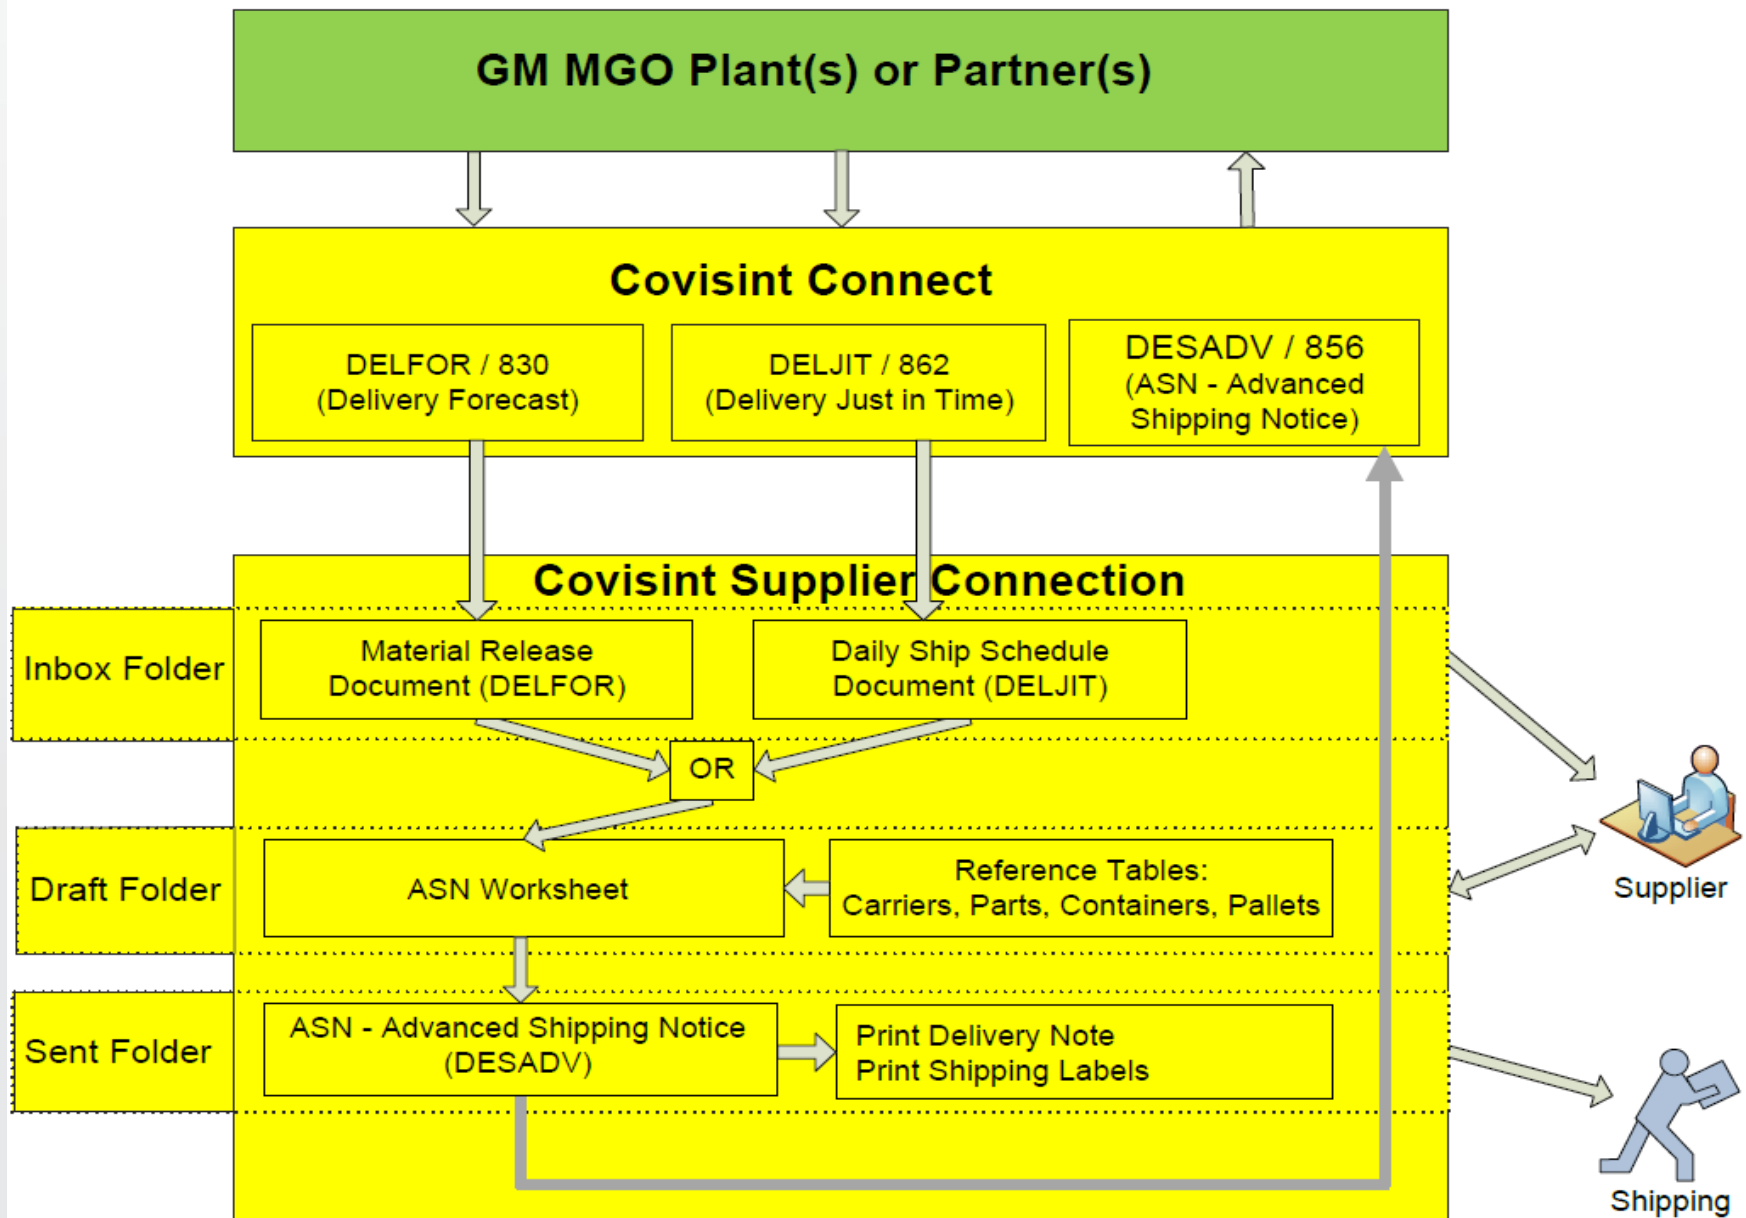 GM MGO Plant(s) or Partner(s)
Covisint Connect
DELFOR / 830
(Delivery Forecast)
DELJIT / 862
(Delivery Just in Time)
DESADV / 856
(ASN - Advanced
Shipping Notice)
Covisint Supplier Connection
Inbox Folder
Material Release
Document (DELFOR)
Daily Ship Schedule
Document (DELJIT)
OR
Draft Folder
ASN Worksheet
Reference Tables:
Carriers, Parts, Containers, Pallets
Supplier
Sent Folder
ASN - Advanced Shipping Notice
(DESADV)
Print Delivery Note
Print Shipping Labels
Shipping